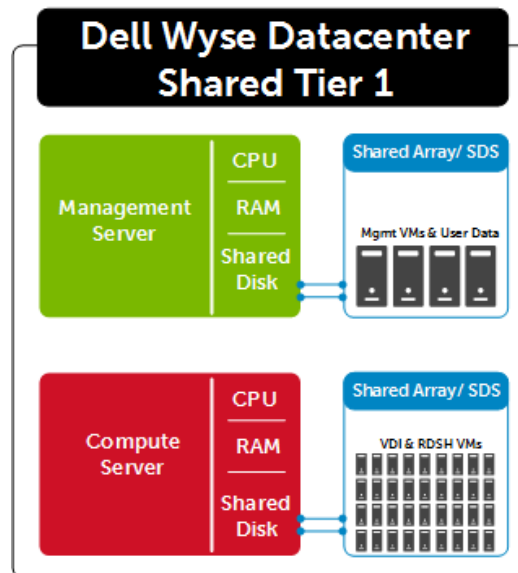 Dell Wyse Datacenter
Shared Tier 1
Management
Server
CPU
RAM
Shared
Disk
Shared Array/ SDS
Mgmt VMs & User Data
Compute
Server
CPU
RAM
Shared
Disk
Shared Array/ SDS
VDI & RDSH VMs